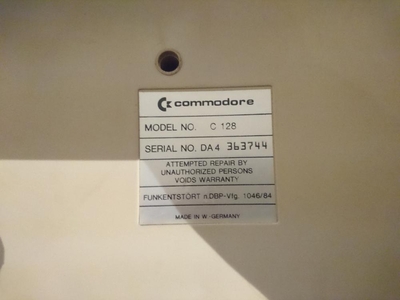 commodore
MODEL NO. C 128
SERIAL NO. DA4 363744
ATTEMPTED REPAIR BY
UNAUTHORIZED PERSONS
VOIDS WARRANTY
FUNKENTSTÖRT n.DBP-Vfg. 1046/84
MADE IN W.-GERMANY